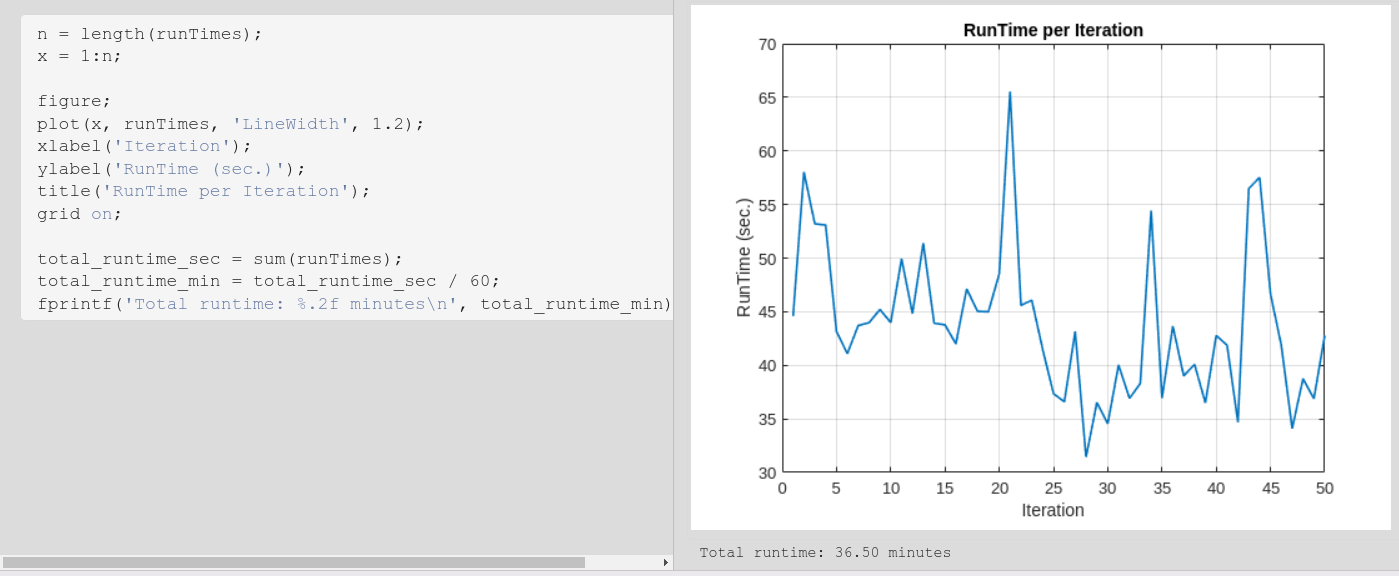 n = length(runTimes);
x = 1:n;
figure;
plot(x, runTimes, 'LineWidth', 1.2);
xlabel('Iteration');
ylabel('RunTime (sec.)');
title('RunTime per Iteration');
grid on;
total_runtime_sec = sum(runTimes);
total_runtime_min = total_runtime_sec / 60;
fprintf('Total runtime: %.2f minutes\n', total_runtime_min)
RunTime per Iteration
RunTime (sec.)
70
65
60
55
50
45
40
35
30
0 5 10 15 20 25 30 35 40 45 50
Iteration
Total runtime: 36.50 minutes